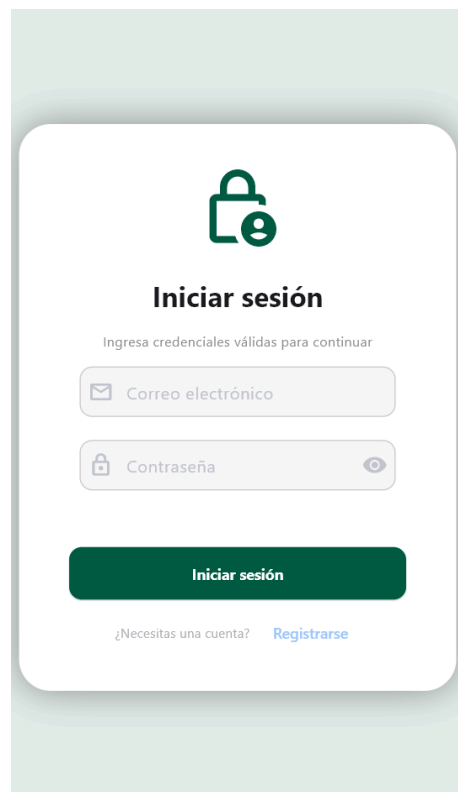 Iniciar sesión
Ingresa credenciales válidas para continuar
Correo electrónico
Contraseña
Iniciar sesión
¿Necesitas una cuenta? Registrarse